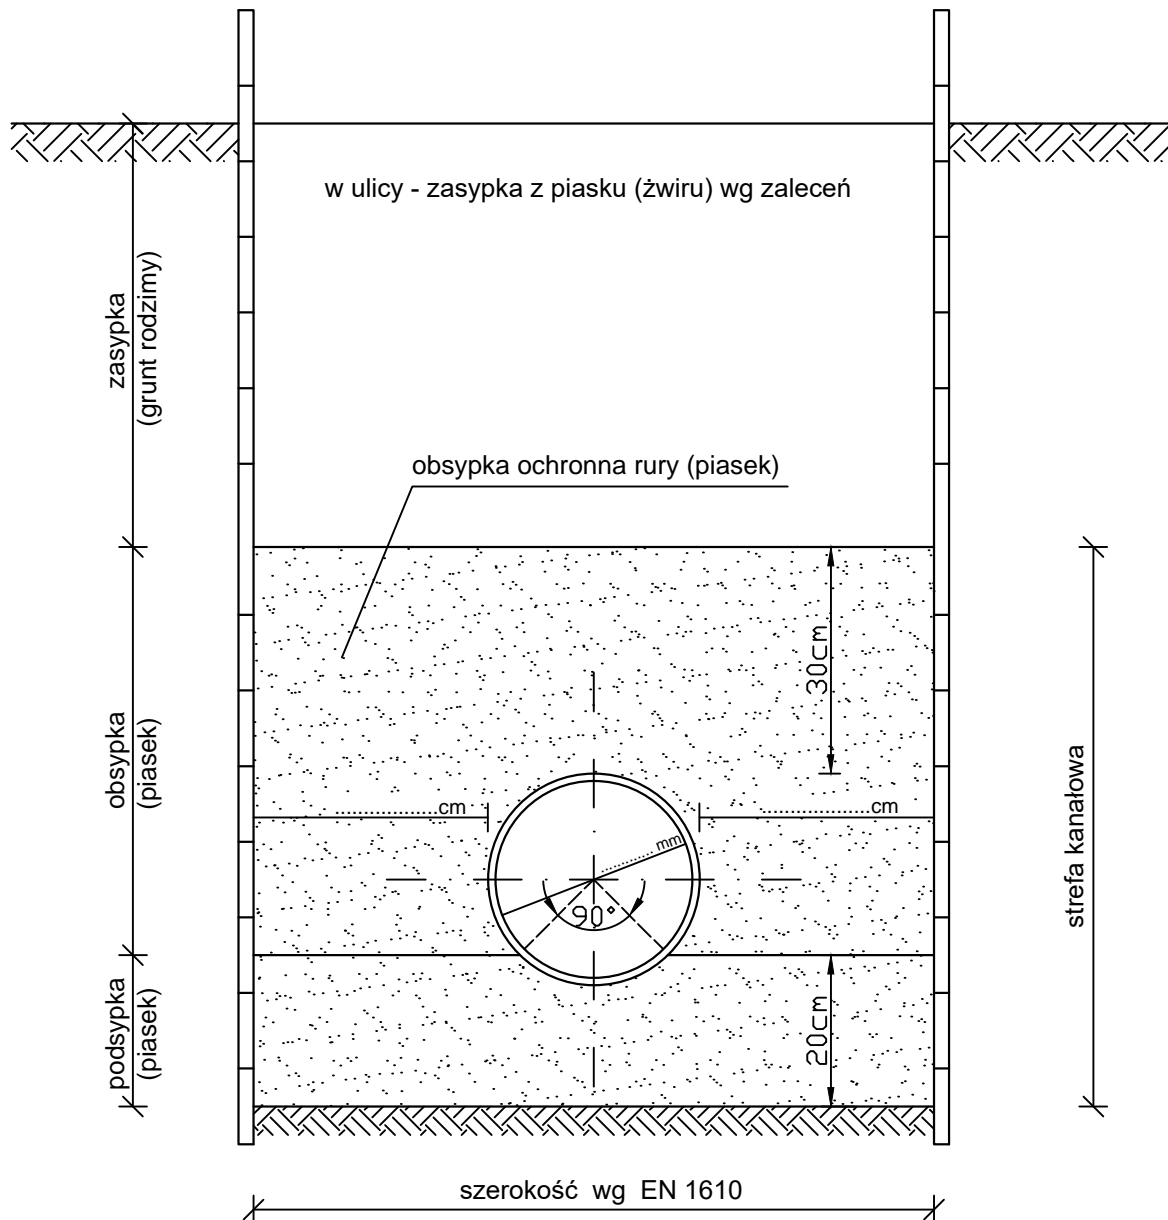 w ulicy - zasypka z piasku (żwiru) wg zaleceń
zasypka
(grunt rodzimy)
obsypka ochronna rury (piasek)
30cm
obsypka
(piasek)
.....................cm
.....................cm
.......... mm
90°
strefa kanałowa
podsypka
(piasek)
20cm
szerokość wg EN 1610